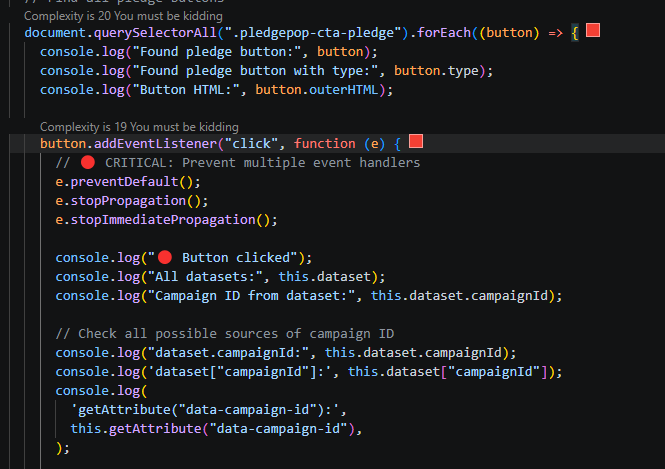 // Find all pledge buttons
Complexity is 20 You must be kidding
document.querySelectorAll(".pledgepop-cta-pledge").forEach((button) => {
console.log("Found pledge button:", button);
console.log("Found pledge button with type:", button.type);
console.log("Button HTML:", button.outerHTML);
Complexity is 19 You must be kidding
button.addEventListener("click", function (e) {
// 🔴 CRITICAL: Prevent multiple event handlers
e.preventDefault();
e.stopPropagation();
e.stopImmediatePropagation();
console.log("🔴 Button clicked");
console.log("All datasets:", this.dataset);
console.log("Campaign ID from dataset:", this.dataset.campaignId);
// Check all possible sources of campaign ID
console.log("dataset.campaignId:", this.dataset.campaignId);
console.log('dataset["campaignId"]:', this.dataset["campaignId"]);
console.log(
'getAttribute("data-campaign-id"):',
this.getAttribute("data-campaign-id"),
);